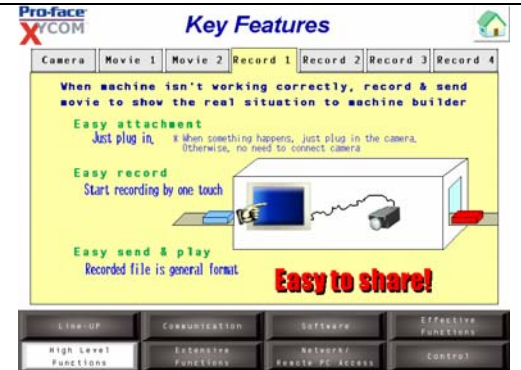 Pro-face
XYCOM
Key Features
Camera
Movie 1
Movie 2
Record 1
Record 2
Record 3
Record 4
When machine isn't working correctly, record & send
movie to show the real situation to machine builder
Easy attachment
Just plug in.
※ When something happens, just plug in the camera.
Otherwise, no need to connect camera
Easy record
Start recording by one touch
Easy send & play
Recorded file is general format
Easy to share!
Line-UP
Communication
Software
Effective
Functions
High Level
Functions
Extensive
Functions
Network/
Remote PC Access
Control